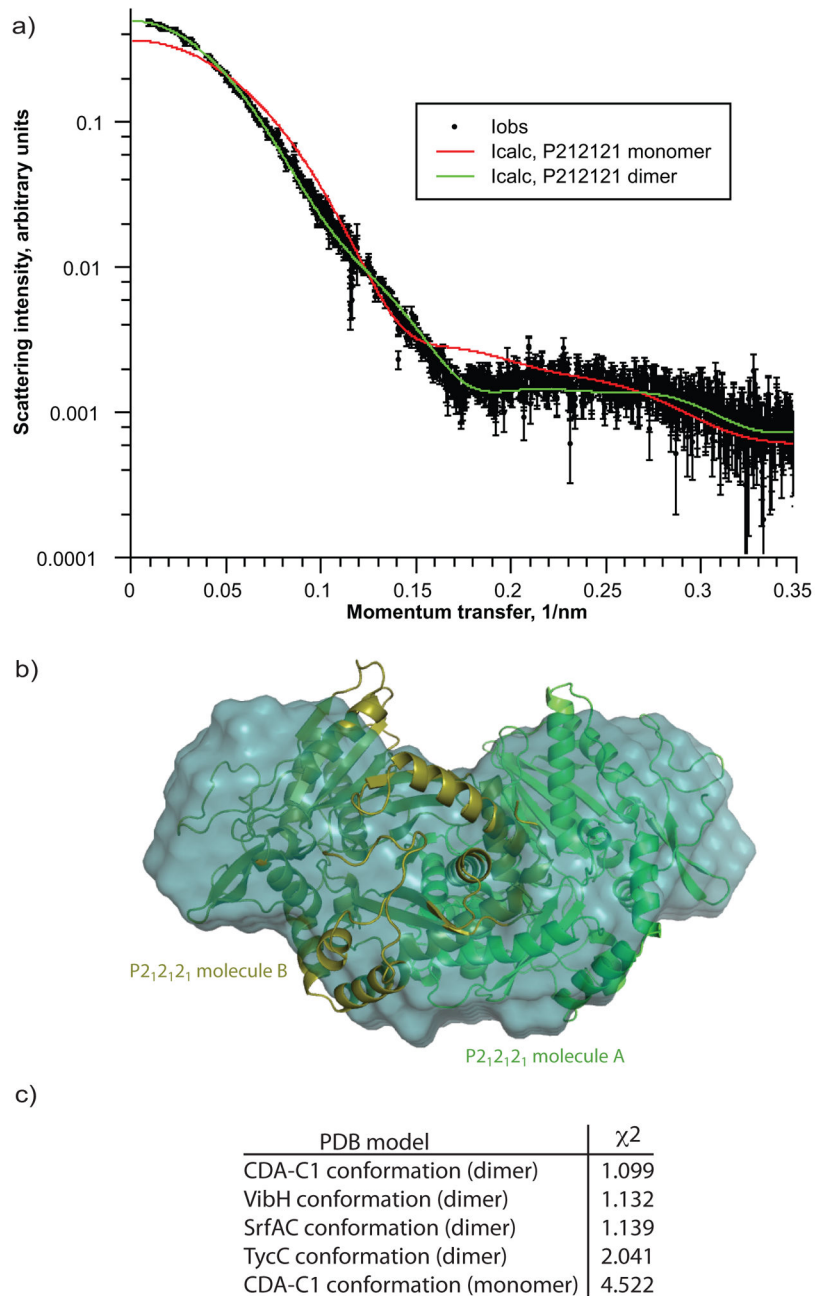 a)
Scattering intensity, arbitrary units
0.1
0.01
0.001
0.0001
Iobs
Icalc, P212121 monomer
Icalc, P212121 dimer
0 0.05 0.1 0.15 0.2 0.25 0.3 0.35
Momentum transfer, 1/nm
b)
P2₁2₁2₁ molecule B
P2₁2₁2₁ molecule A
c)
PDB model χ2
CDA-C1 conformation (dimer) 1.099
VibH conformation (dimer) 1.132
SrfAC conformation (dimer) 1.139
TycC conformation (dimer) 2.041
CDA-C1 conformation (monomer) 4.522